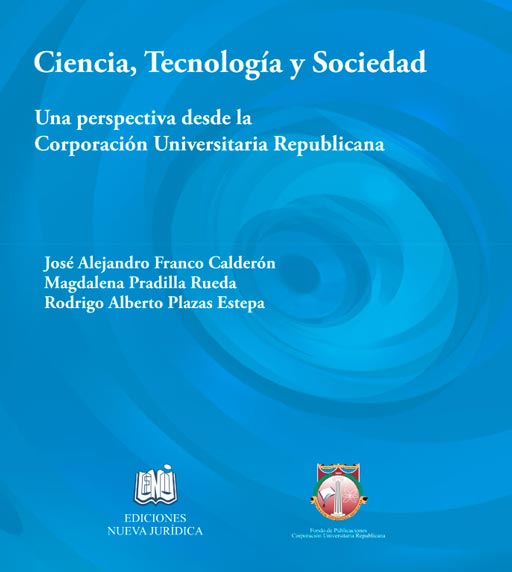 Ciencia, Tecnología y Sociedad
Una perspectiva desde la
Corporación Universitaria Republicana
José Alejandro Franco Calderón
Magdalena Pradilla Rueda
Rodrigo Alberto Plazas Estepa
EDICIONES
NUEVA JURÍDICA
Fondo de Publicaciones
Corporación Universitaria Republicana